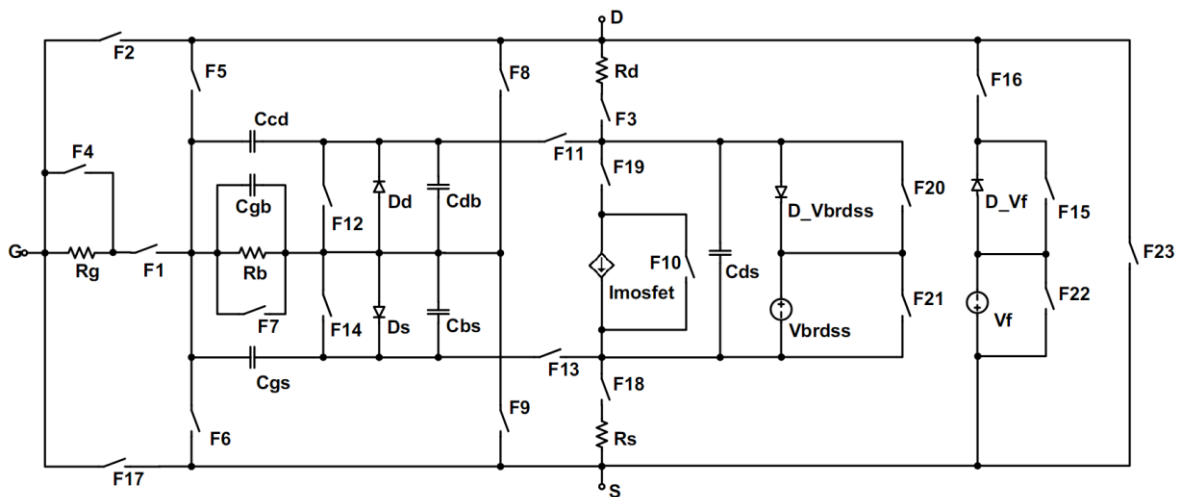 D
F2
F5
F8
Rd
F16
Ccd
F3
F4
F11
F19
Cgb
Dd
Cdb
F20
D_Vbrdss
D_Vf
F15
F12
G
Rg
F1
Rb
F10
Imosfet
Cds
F23
F7
F14
Ds
Cbs
Vbrdss
F21
Vf
F22
Cgs
F13
F18
F6
F9
Rs
F17
S